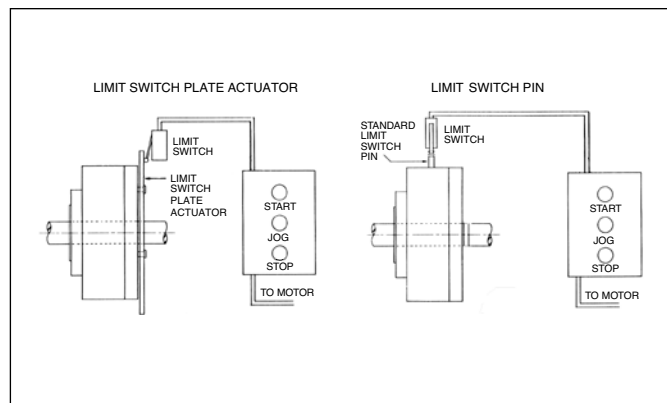 LIMIT SWITCH PLATE ACTUATOR
LIMIT
SWITCH
LIMIT
SWITCH
PLATE
ACTUATOR
START
JOG
STOP
TO MOTOR
LIMIT SWITCH PIN
STANDARD
LIMIT
SWITCH
PIN
LIMIT
SWITCH
START
JOG
STOP
TO MOTOR